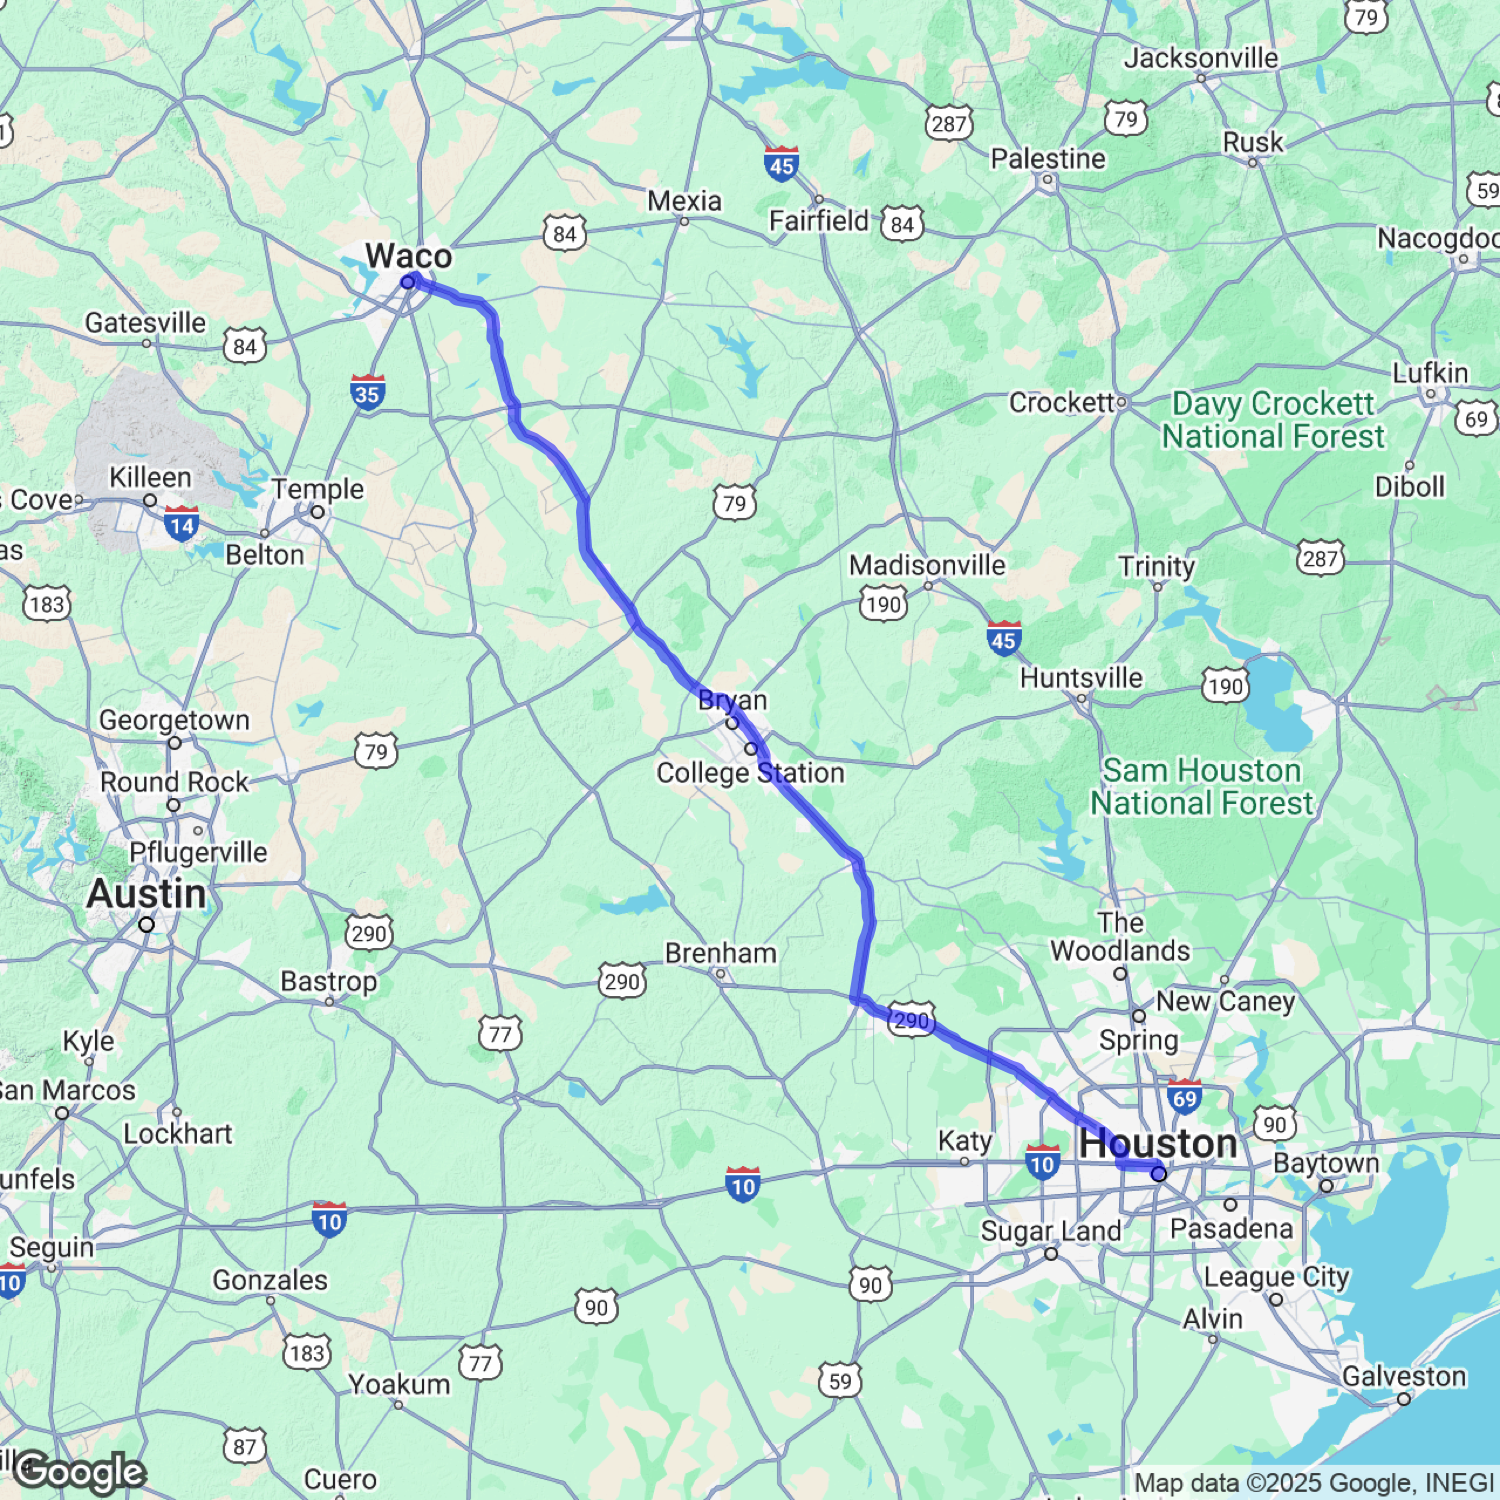 79
Jacksonville
287
79
Rusk
45
Palestine
59
Mexia
Fairfield
84
84
Nacogdoc
Waco
Gatesville
84
35
Lufkin
Crockett
Davy Crockett
National Forest
69
Killeen
Temple
79
Diboll
s Cove
14
Belton
as
Madisonville
Trinity
287
183
190
45
Huntsville
190
Bryan
Georgetown
79
College Station
Sam Houston
National Forest
Round Rock
Pflugerville
Austin
290
The
Woodlands
Brenham
290
Bastrop
New Caney
290
77
Spring
Kyle
San Marcos
69
90
Lockhart
Katy
Houston
10
Baytown
unfels
10
10
Pasadena
Sugar Land
Seguin
10
Gonzales
90
90
League City
Alvin
183
77
59
Yoakum
Galveston
87
Cuero
Google
Map data ©2025 Google, INEGI